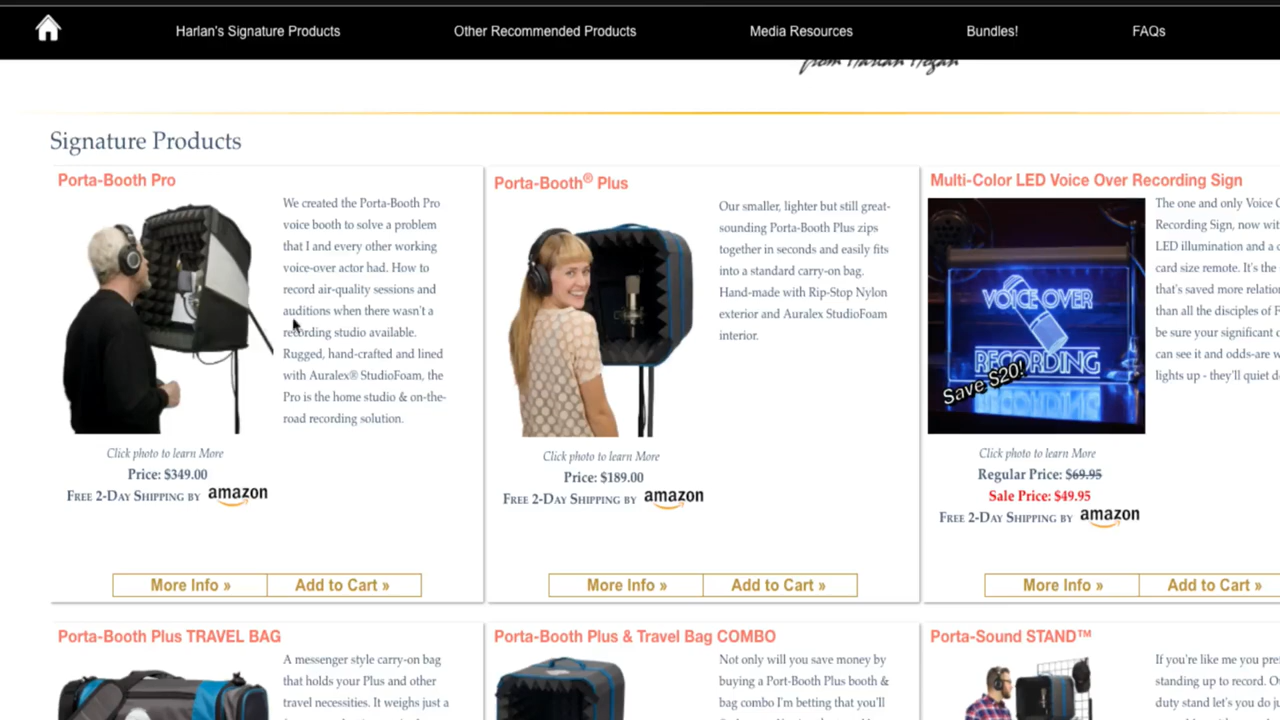 Harlan's Signature Products
Other Recommended Products
Media Resources
Bundles!
FAQs
from Harlan Hogan
Signature Products
Porta-Booth Pro
We created the Porta-Booth Pro
voice booth to solve a problem
that I and every other working
voice-over actor had. How to
record air-quality sessions and
auditions when there wasn't a
recording studio available.
Rugged, hand-crafted and lined
with Auralex® StudioFoam, the
Pro is the home studio & on-the-
road recording solution.
Click photo to learn More
Price: $349.00
Free 2-Day Shipping by amazon
More Info »
Add to Cart »
Porta-Booth® Plus
Our smaller, lighter but still great-
sounding Porta-Booth Plus zips
together in seconds and easily fits
into a standard carry-on bag.
Hand-made with Rip-Stop Nylon
exterior and Auralex StudioFoam
interior.
Click photo to learn More
Price: $189.00
Free 2-Day Shipping by amazon
More Info »
Add to Cart »
Multi-Color LED Voice Over Recording Sign
VOICE OVER
RECORDING
Save $20!
The one and only Voice
Recording Sign, now
LED illumination and a
card size remote. It's the
that's saved more
than all the disciples of
be sure your significant
can see it and odds-are
lights up - they'll quiet
Click photo to learn More
Regular Price: $69.95
Sale Price: $49.95
Free 2-Day Shipping by amazon
More Info »
Add to Cart »
Porta-Booth Plus TRAVEL BAG
A messenger style carry-on bag
that holds your Plus and other
travel necessities. It weighs just a
Porta-Booth Plus & Travel Bag COMBO
Not only will you save money by
buying a Port-Booth Plus booth &
bag combo I'm betting that you'll
Porta-Sound STAND™
If you're like me you
standing up to record.
duty stand let's you do